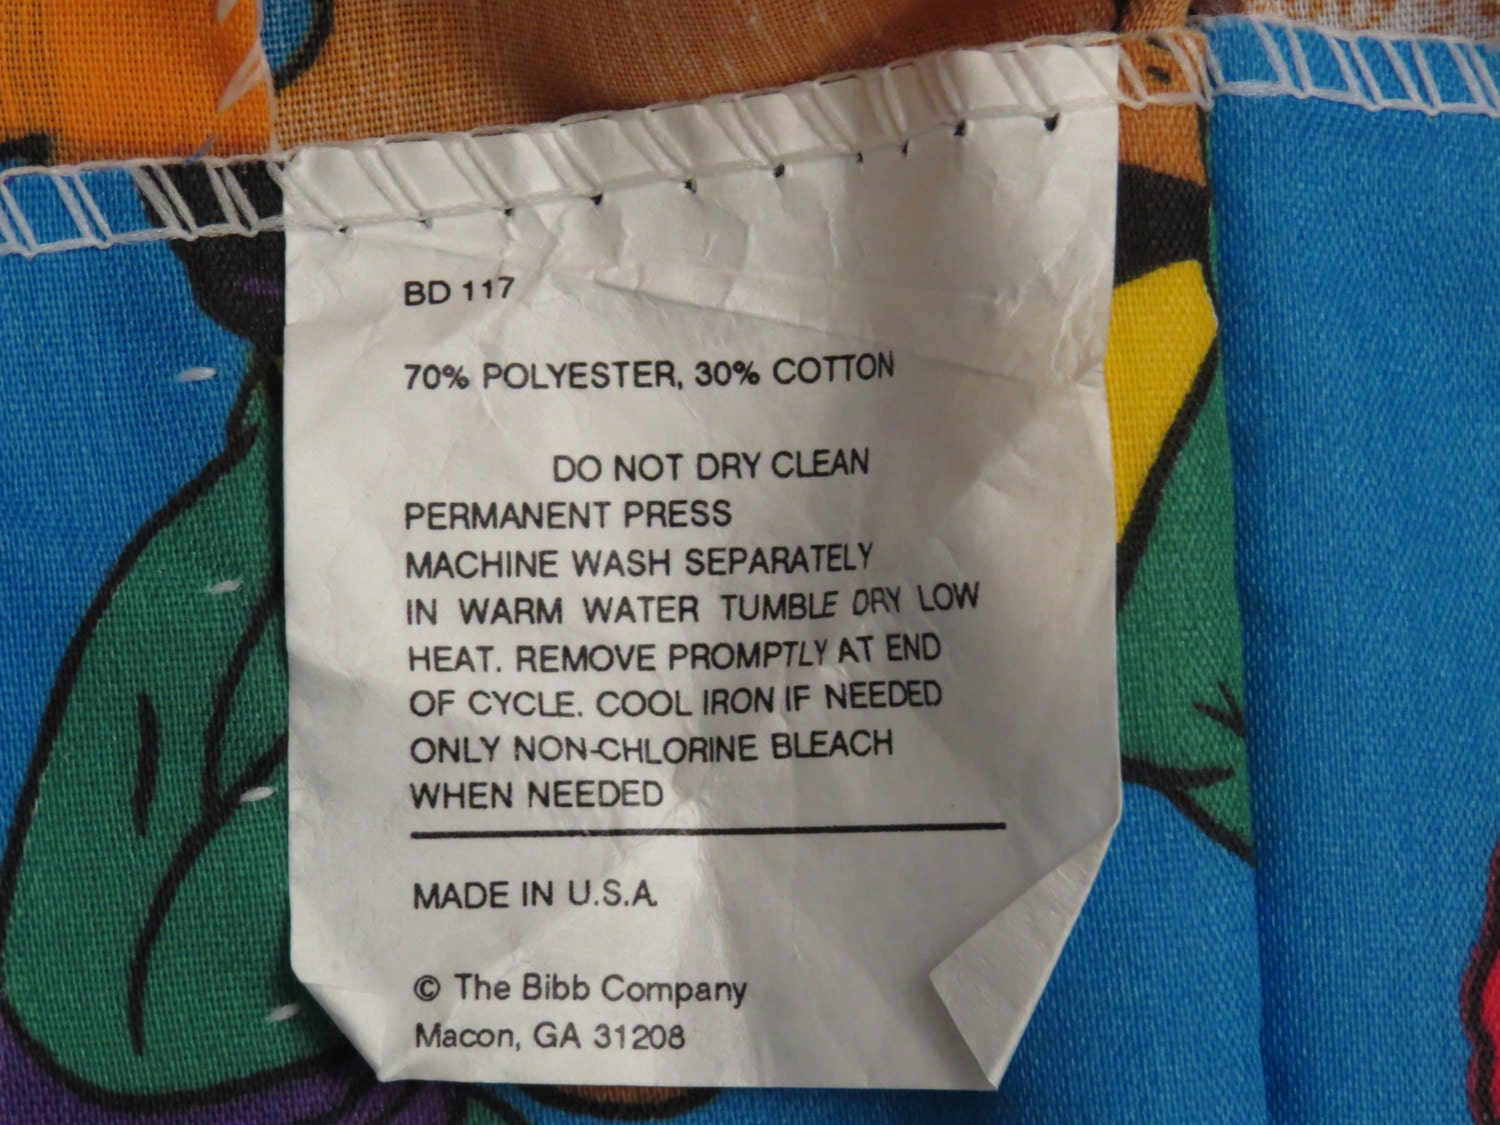 BD 117
70% POLYESTER, 30% COTTON
DO NOT DRY CLEAN
PERMANENT PRESS
MACHINE WASH SEPARATELY
IN WARM WATER TUMBLE DRY LOW
HEAT. REMOVE PROMPTLY AT END
OF CYCLE. COOL IRON IF NEEDED
ONLY NON-CHLORINE BLEACH
WHEN NEEDED
MADE IN U.S.A.
© The Bibb Company
Macon, GA 31208